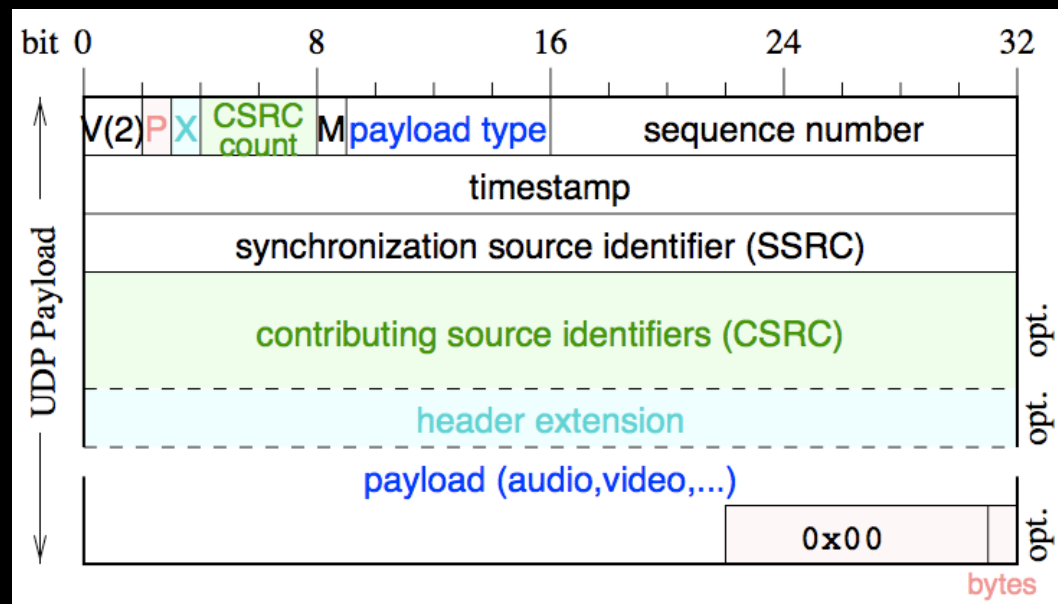 bit 0 8 16 24 32
V(2) P X CSRC count M payload type sequence number
timestamp
synchronization source identifier (SSRC)
contributing source identifiers (CSRC) opt.
header extension opt.
payload (audio,video,...)
0x00 opt.
bytes
UDP Payload